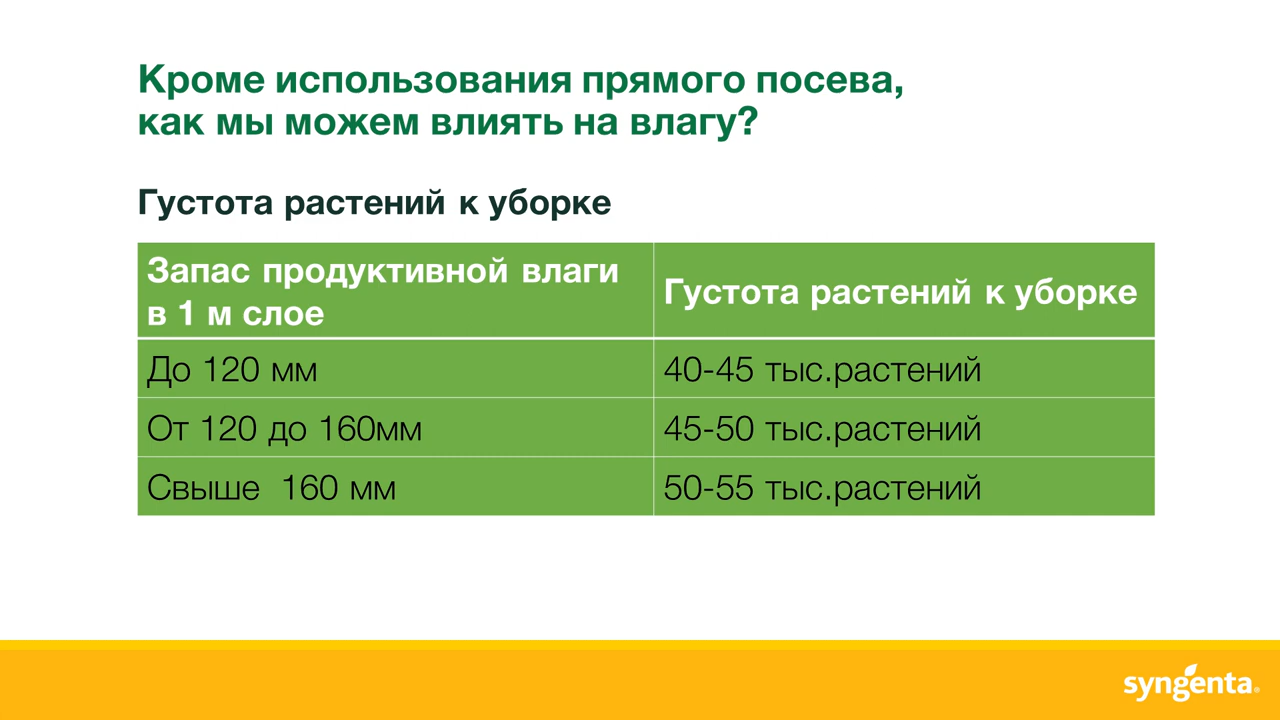 Кроме использования прямого посева,
как мы можем влиять на влагу?
Густота растений к уборке
Запас продуктивной влаги
в 1 м слое
Густота растений к уборке
До 120 мм
40-45 тыс.растений
От 120 до 160мм
45-50 тыс.растений
Свыше  160 мм
50-55 тыс.растений
syngenta®